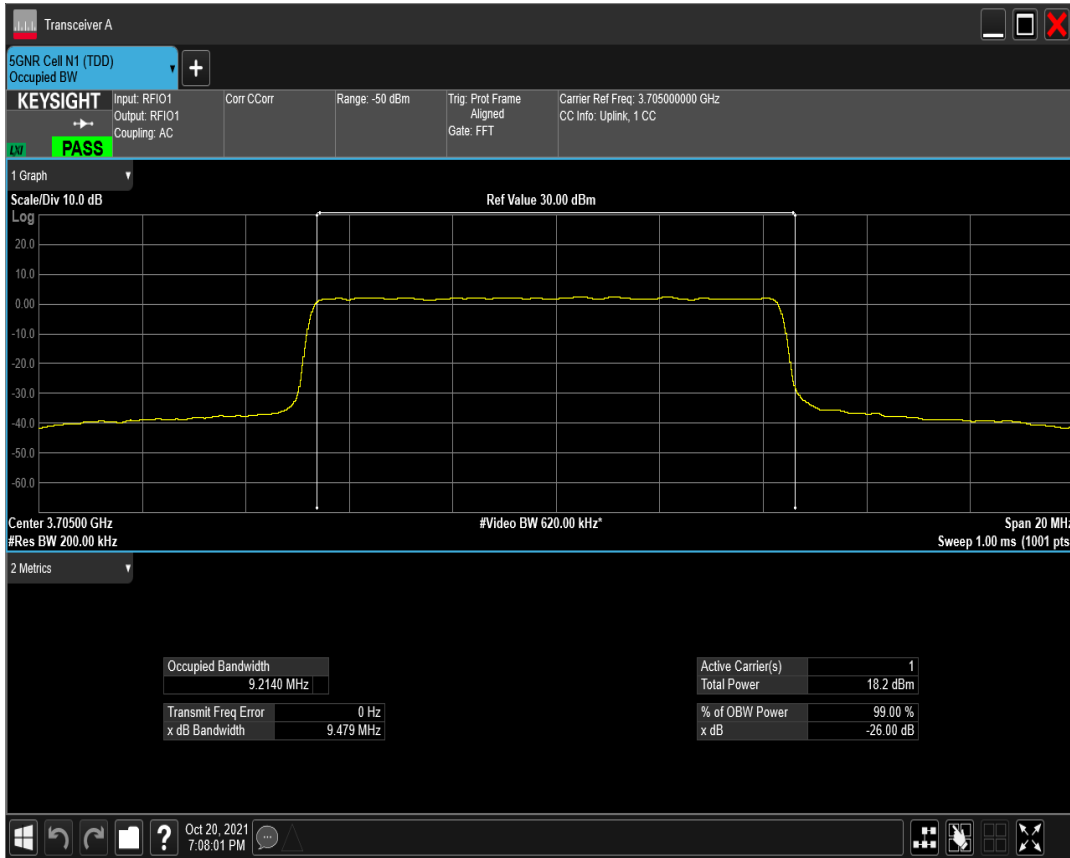 Transceiver A
5GNR Cell N1 (TDD)
Occupied BW
+
KEYSIGHT
LXI
PASS
Input: RFIO1
Output: RFIO1
Coupling: AC
Corr CCorr
Range: -50 dBm
Trig: Prot Frame
Aligned
Gate: FFT
Carrier Ref Freq: 3.705000000 GHz
CC Info: Uplink, 1 CC
1 Graph
Scale/Div 10.0 dB
Ref Value 30.00 dBm
Log
20.0
10.0
0.00
-10.0
-20.0
-30.0
-40.0
-50.0
-60.0
Center 3.70500 GHz
#Video BW 620.00 kHz*
Span 20 MHz
#Res BW 200.00 kHz
Sweep 1.00 ms (1001 pts
2 Metrics
Occupied Bandwidth
9.2140 MHz
Transmit Freq Error 0 Hz
x dB Bandwidth 9.479 MHz
Active Carrier(s) 1
Total Power 18.2 dBm
% of OBW Power 99.00 %
x dB -26.00 dB
?
Oct 20, 2021
7:08:01 PM